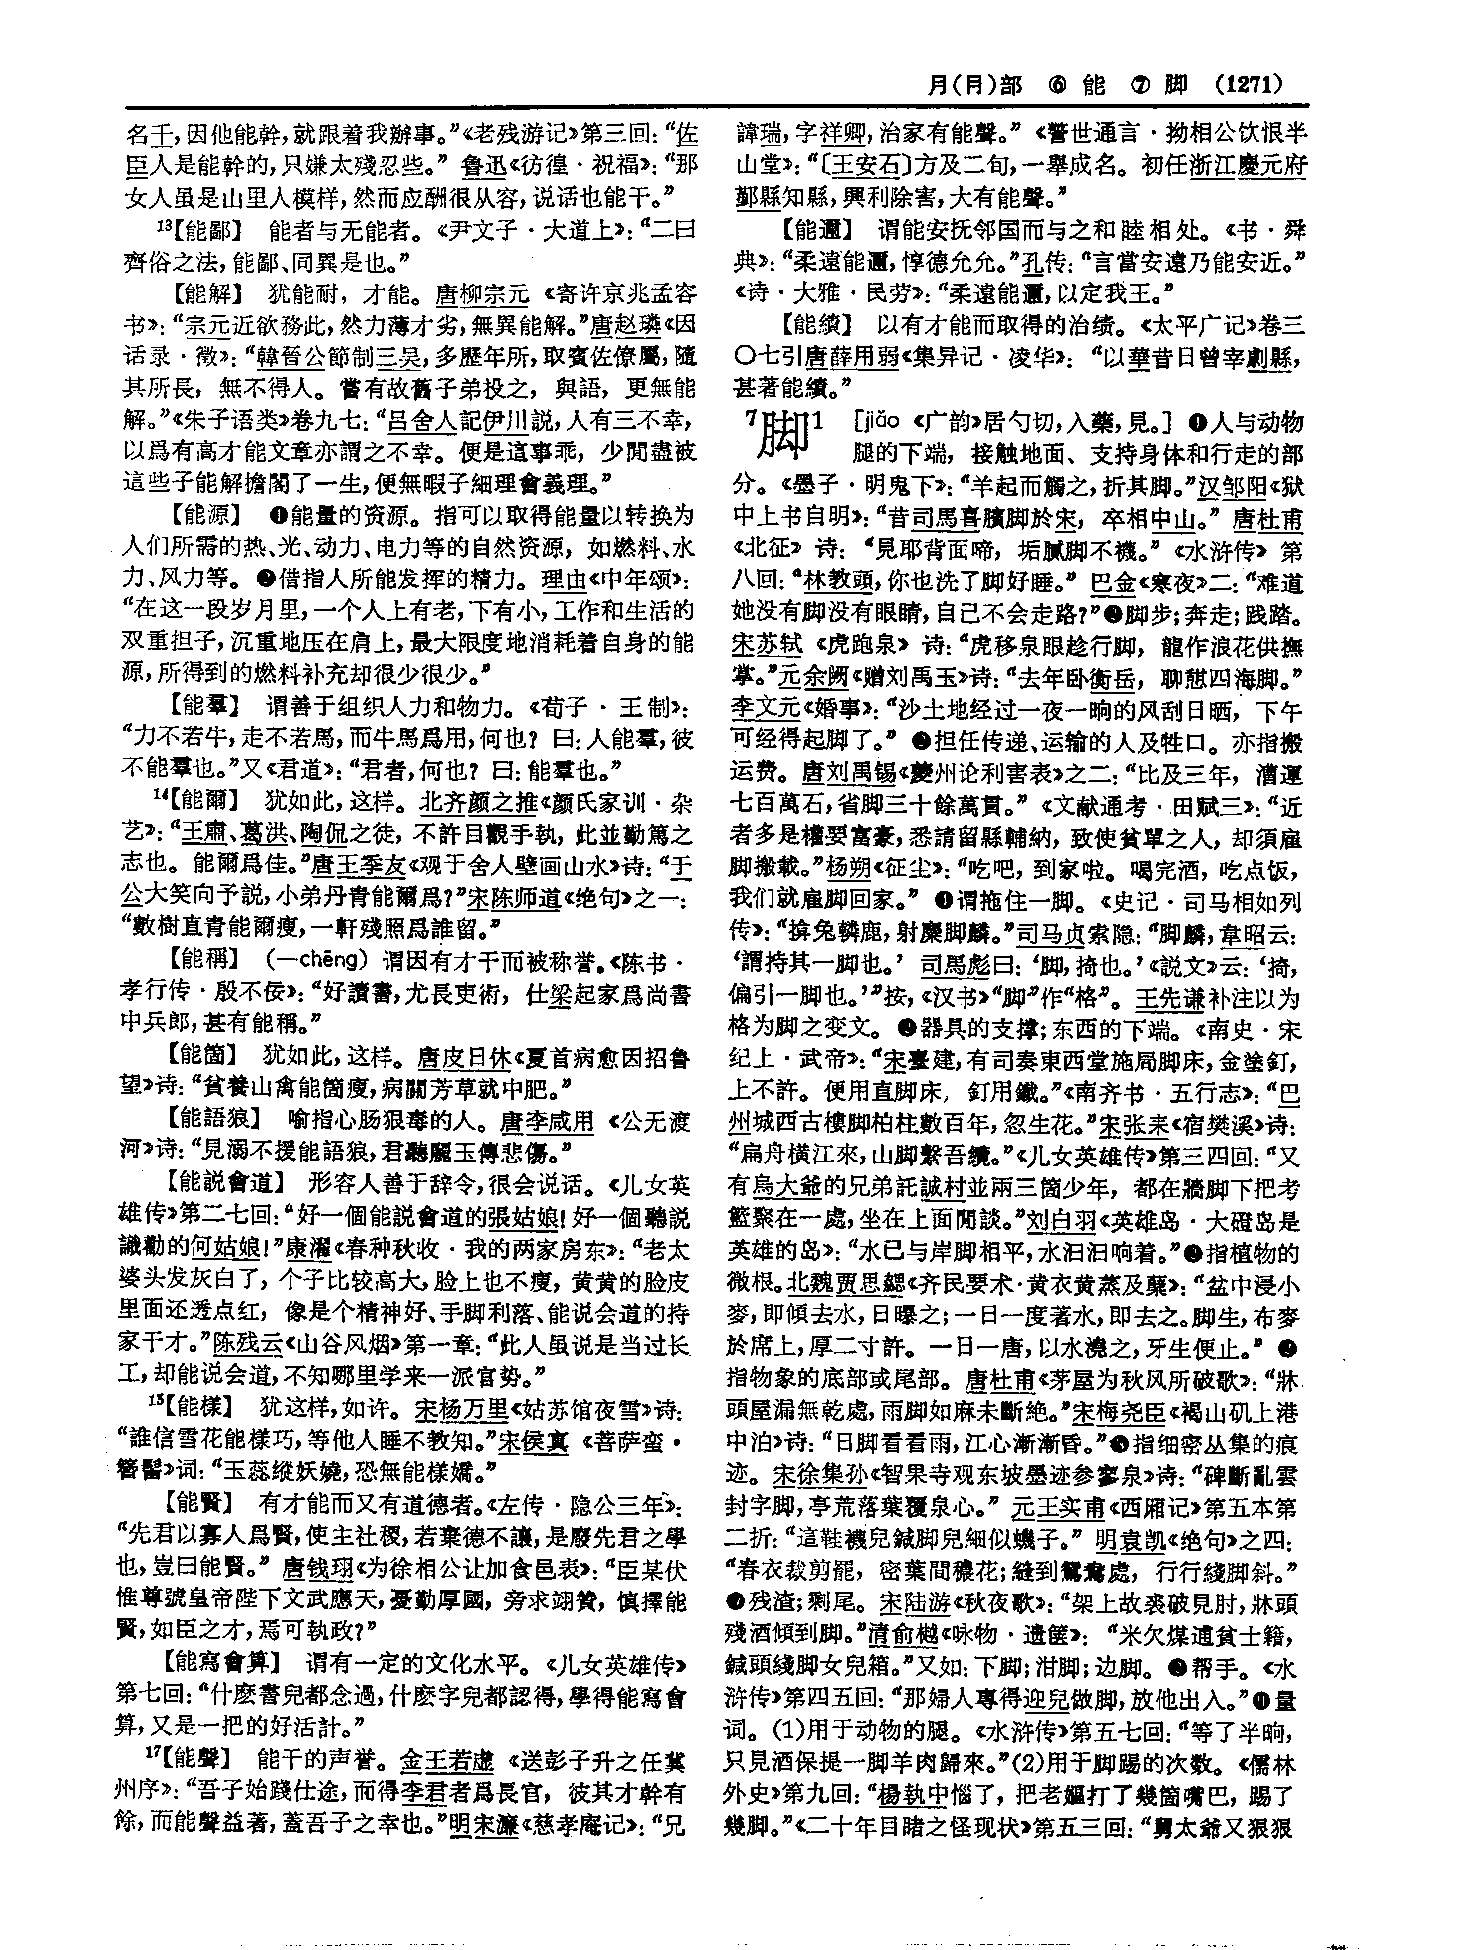 月(⺼)部 ⑥ 能 ⑦ 脚 (1271)
名千，因他能幹，就跟着我辦事。”《老残游记》第三回：“佐
臣人是能幹的，只嫌太殘忍些。” 鲁迅《彷徨·祝福》：“那
女人虽是山里人模样，然而应酬很从容，说话也能干。”
13【能鄙】 能者与无能者。《尹文子·大道上》：“二曰
齊俗之法，能鄙、同異是也。”
【能解】 犹能耐，才能。唐柳宗元《寄许京兆孟容
书》：“宗元近欲務此，然力薄才劣，無異能解。”唐赵璘《因
话录·徵》：“韓晉公節制三吴，多歷年所，取賓佐僚屬，隨
其所長，無不得人。嘗有故舊子弟投之，與語，更無能
解。”《朱子语类》卷九七：“吕舍人記伊川説，人有三不幸，
以爲有高才能文章亦謂之不幸。便是這事乖，少閒盡被
這些子能解擔閣了一生，便無暇子細理會義理。”
【能源】 ❶能量的资源。指可以取得能量以转换为
人们所需的热、光、动力、电力等的自然资源，如燃料、水
力、风力等。❷借指人所能发挥的精力。理由《中年颂》：
“在这一段岁月里，一个人上有老，下有小，工作和生活的
双重担子，沉重地压在肩上，最大限度地消耗着自身的能
源，所得到的燃料补充却很少很少。”
【能羣】 谓善于组织人力和物力。《荀子·王制》：
“力不若牛，走不若馬，而牛馬爲用，何也？曰：人能羣，彼
不能羣也。”又《君道》：“君者，何也？曰：能羣也。”
14【能爾】 犹如此，这样。北齐颜之推《颜氏家训·杂
艺》：“王肅、葛洪、陶侃之徒，不許目觀手執，此並勤篤之
志也。能爾爲佳。”唐王季友《观于舍人壁画山水》诗：“于
公大笑向予説，小弟丹青能爾爲？”宋陈师道《绝句》之一：
“數樹直青能爾瘦，一軒殘照爲誰留。”
【能稱】 (—chēng) 谓因有才干而被称誉。《陈书·
孝行传·殷不佞》：“好讀書，尤長吏術，仕梁起家爲尚書
中兵郎，甚有能稱。”
【能箇】 犹如此，这样。唐皮日休《夏首病愈因招鲁
望》诗：“貧養山禽能箇瘦，病關芳草就中肥。”
【能語狼】 喻指心肠狠毒的人。唐李咸用《公无渡
河》诗：“見溺不援能語狼，君聽麗玉傳悲傷。”
【能説會道】 形容人善于辞令，很会说话。《儿女英
雄传》第二七回：“好一個能説會道的張姑娘！好一個聽説
識勸的何姑娘！”康濯《春种秋收·我的两家房东》：“老太
婆头发灰白了，个子比较高大，脸上也不瘦，黄黄的脸皮
里面还透点红，像是个精神好、手脚利落、能说会道的持
家干才。”陈残云《山谷风烟》第一章：“此人虽说是当过长
工，却能说会道，不知哪里学来一派官势。”
15【能樣】 犹这样，如许。宋杨万里《姑苏馆夜雪》诗：
“誰信雪花能樣巧，等他人睡不教知。”宋侯寘《菩萨蛮·
簪髻》词：“玉蕊縱妖嬈，恐無能樣嬌。”
【能賢】 有才能而又有道德者。《左传·隐公三年》：
“先君以寡人爲賢，使主社稷，若棄德不讓，是廢先君之舉
也，豈曰能賢。” 唐钱珝《为徐相公让加食邑表》：“臣某伏
惟尊號皇帝陛下文武應天，憂勤厚國，旁求翊贊，慎擇能
賢，如臣之才，焉可執政？”
【能寫會算】 谓有一定的文化水平。《儿女英雄传》
第七回：“什麽書兒都念過，什麽字兒都認得，學得能寫會
算，又是一把的好活計。”
17【能聲】 能干的声誉。金王若虚《送彭子升之任冀
州序》：“吾子始踐仕途，而得李君者爲長官，彼其才幹有
餘，而能聲益著，蓋吾子之幸也。”明宋濂《慈孝庵记》：“兄
諱瑞，字祥卿，治家有能聲。”《警世通言·拗相公饮恨半
山堂》：“〔王安石〕方及二旬，一舉成名。初任浙江慶元府
鄞縣知縣，興利除害，大有能聲。”
【能邇】 谓能安抚邻国而与之和睦相处。《书·舜
典》：“柔遠能邇，惇德允允。”孔传：“言當安遠乃能安近。”
《诗·大雅·民劳》：“柔遠能邇，以定我王。”
【能績】 以有才能而取得的治绩。《太平广记》卷三
〇七引唐薛用弱《集异记·凌华》：“以華昔日曾宰劇縣，
甚著能績。”
7脚1 [jiǎo 《广韵》居勺切，入藥，見。] ❶人与动物
腿的下端，接触地面、支持身体和行走的部
分。《墨子·明鬼下》：“羊起而觸之，折其脚。”汉邹阳《狱
中上书自明》：“昔司馬喜臏脚於宋，卒相中山。” 唐杜甫
《北征》诗：“見耶背面啼，垢膩脚不襪。”《水浒传》第
八回：“林教頭，你也洗了脚好睡。” 巴金《寒夜》二：“难道
她没有脚没有眼睛，自己不会走路？”❷脚步；奔走；践踏。
宋苏轼《虎跑泉》诗：“虎移泉眼趁行脚，龍作浪花供撫
掌。”元余阙《赠刘禹玉》诗：“去年卧衡岳，聊憩四海脚。”
李文元《婚事》：“沙土地经过一夜一晌的风刮日晒，下午
可经得起脚了。”❸担任传递、运输的人及牲口。亦指搬
运费。唐刘禹锡《夔州论利害表》之二：“比及三年，漕運
七百萬石，省脚三十餘萬貫。”《文献通考·田赋三》：“近
者多是權要富豪，悉請留縣輔納，致使貧單之人，却須雇
脚搬載。”杨朔《征尘》：“吃吧，到家啦。喝完酒，吃点饭，
我们就雇脚回家。” ❹谓拖住一脚。《史记·司马相如列
传》：“揜兔轔鹿，射麋脚麟。”司马贞索隐：“脚麟，韋昭云：
‘謂持其一脚也。’ 司馬彪曰：‘脚，掎也。’《説文》云：‘掎，
偏引一脚也。’”按，《汉书》“脚”作“格”。王先谦补注以为
格为脚之变文。❺器具的支撑；东西的下端。《南史·宋
纪上·武帝》：“宋臺建，有司奏東西堂施局脚床，金塗釘，
上不許。便用直脚床，釘用鐵。”《南齐书·五行志》：“巴
州城西古樓脚柏柱數百年，忽生花。”宋张耒《宿樊溪》诗：
“扁舟横江來，山脚繫吾纜。”《儿女英雄传》第三四回：“又
有烏大爺的兄弟託誠村並兩三箇少年，都在牆脚下把考
籃聚在一處，坐在上面閒談。”刘白羽《英雄岛·大磴岛是
英雄的岛》：“水已与岸脚相平，水汩汩响着。”❻指植物的
微根。北魏贾思勰《齐民要术·黄衣黄蒸及糵》：“盆中浸小
麥，即傾去水，日曝之；一日一度著水，即去之。脚生，布麥
於席上，厚二寸許。一日一唐，以水澆之，牙生便止。” ❼
指物象的底部或尾部。唐杜甫《茅屋为秋风所破歌》：“牀
頭屋漏無乾處，雨脚如麻未斷絶。”宋梅尧臣《褐山矶上港
中泊》诗：“日脚看看雨，江心漸漸昏。”❽指细密丛集的痕
迹。宋徐集孙《智果寺观东坡墨迹参寥泉》诗：“碑斷亂雲
封字脚，亭荒落葉覆泉心。” 元王实甫《西厢记》第五本第
二折：“這鞋襪兒鍼脚兒細似蟣子。” 明袁凯《绝句》之四：
“春衣裁剪罷，密葉間穠花；縫到鴛鴦處，行行綫脚斜。”
❾残渣；剩尾。宋陆游《秋夜歌》：“架上故裘破見肘，牀頭
殘酒傾到脚。”清俞樾《咏物·遗箧》：“米欠煤逋貧士籍，
鍼頭綫脚女兒箱。”又如：下脚；泔脚；边脚。❿帮手。《水
浒传》第四五回：“那婦人專得迎兒做脚，放他出入。”⓫量
词。(1)用于动物的腿。《水浒传》第五七回：“等了半晌，
只見酒保提一脚羊肉歸來。”(2)用于脚踢的次数。《儒林
外史》第九回：“楊執中惱了，把老嫗打了幾箇嘴巴，踢了
幾脚。”《二十年目睹之怪现状》第五三回：“舅太爺又狠狠